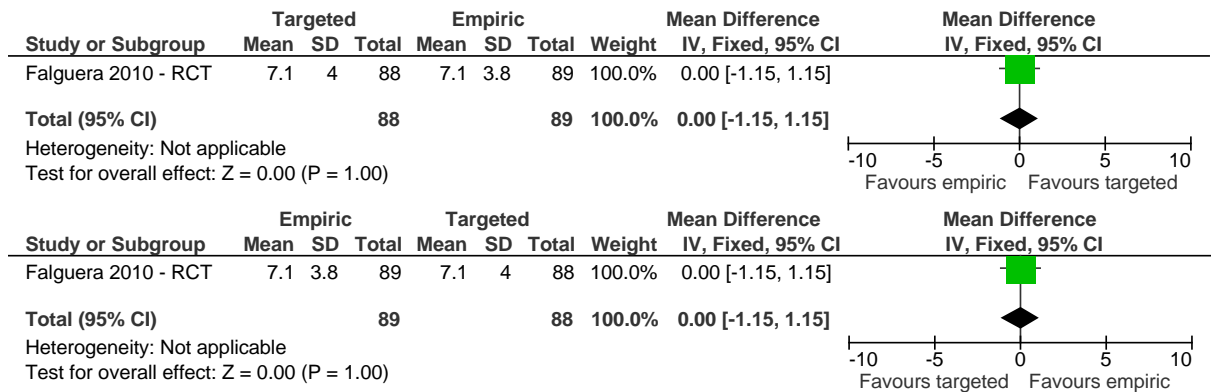 Targeted Empiric Mean Difference Mean Difference
Study or Subgroup Mean SD Total Mean SD Total Weight IV, Fixed, 95% CI IV, Fixed, 95% CI
Falguera 2010 - RCT 7.1 4 88 7.1 3.8 89 100.0% 0.00 [-1.15, 1.15]
Total (95% CI) 88 89 100.0% 0.00 [-1.15, 1.15]
Heterogeneity: Not applicable
Test for overall effect: Z = 0.00 (P = 1.00)
-10 -5 0 5 10
Favours empiric Favours targeted
Empiric Targeted Mean Difference Mean Difference
Study or Subgroup Mean SD Total Mean SD Total Weight IV, Fixed, 95% CI IV, Fixed, 95% CI
Falguera 2010 - RCT 7.1 3.8 89 7.1 4 88 100.0% 0.00 [-1.15, 1.15]
Total (95% CI) 89 88 100.0% 0.00 [-1.15, 1.15]
Heterogeneity: Not applicable
Test for overall effect: Z = 0.00 (P = 1.00)
-10 -5 0 5 10
Favours targeted Favours empiric